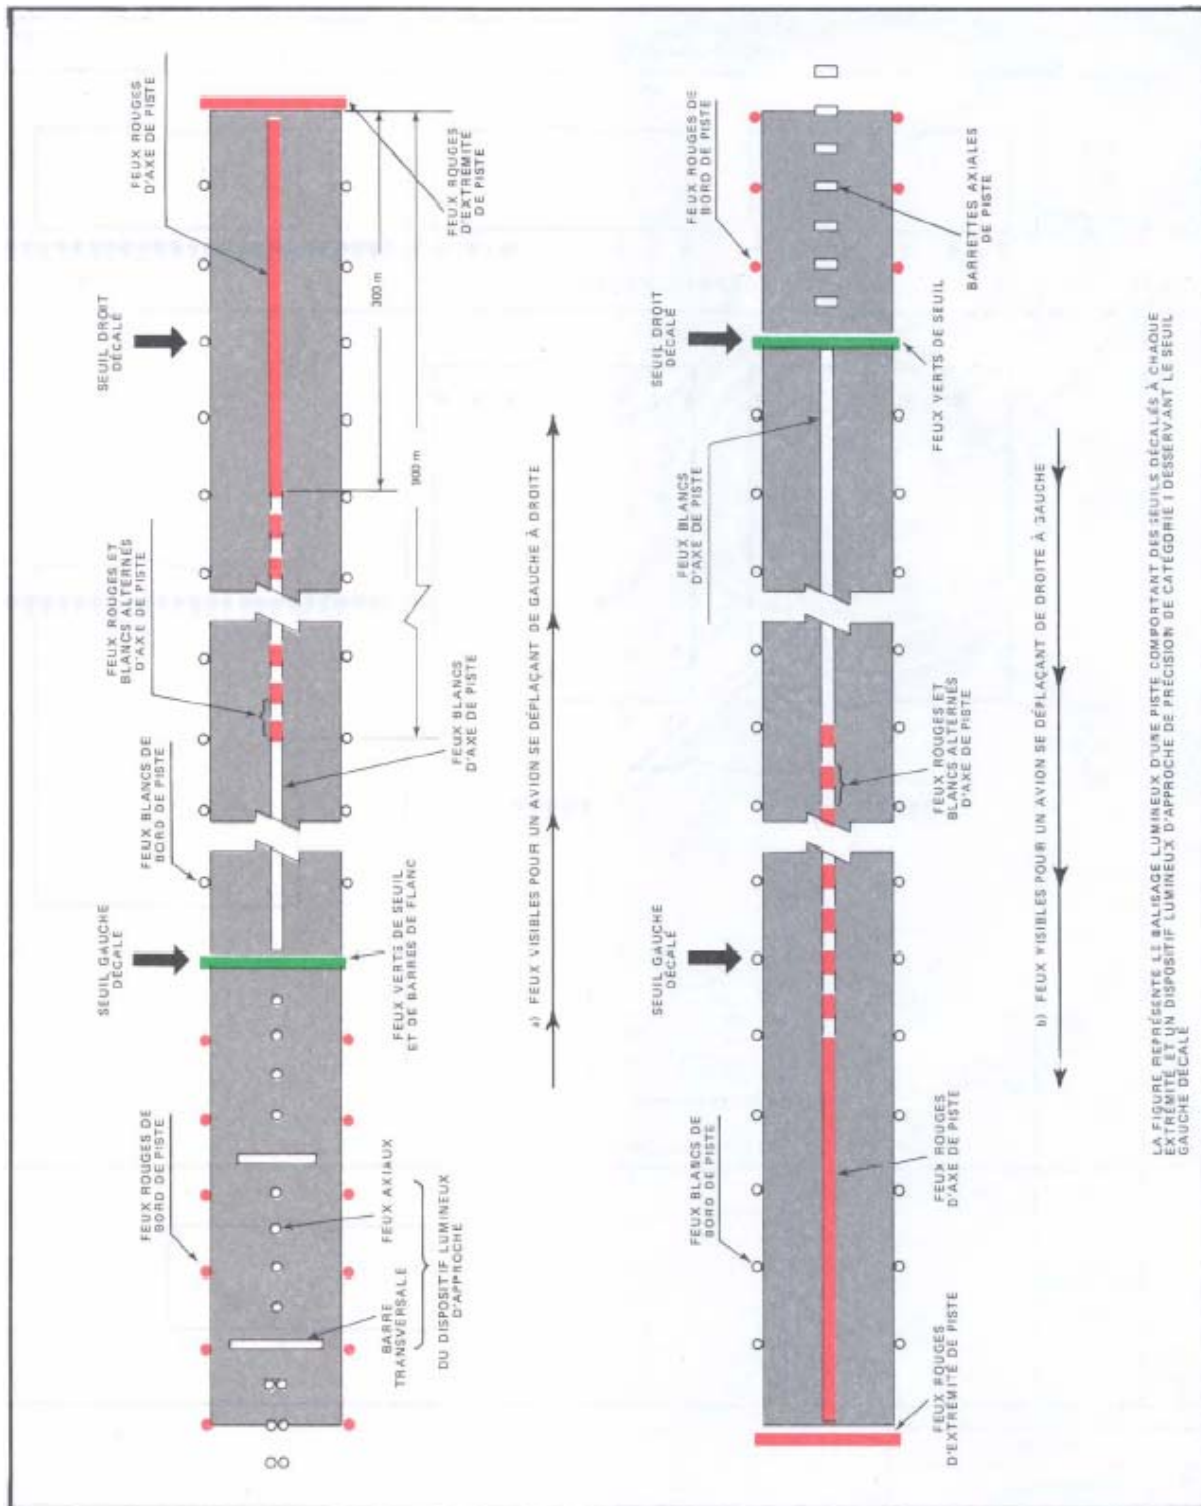 FEUX ROUGES DE
BORD DE PISTE
SEUIL GAUCHE
DÉCALÉ
FEUX BLANCS DE
BORD DE PISTE
FEUX ROUGES ET
BLANCS ALTERNÉS
D'AXE DE PISTE
SEUIL DROIT
DÉCALÉ
FEUX ROUGES
D'AXE DE PISTE
BARRE
TRANSVERSALE
FEUX AXIAUX
DU DISPOSITIF LUMINEUX
D'APPROCHE
FEUX VERTS DE SEUIL
ET DE BARRES DE FLANC
FEUX BLANCS
D'AXE DE PISTE
300 m
900 m
FEUX ROUGES
D'EXTRÉMITÉ
DE PISTE
a) FEUX VISIBLES POUR UN AVION SE DÉPLAÇANT DE GAUCHE À DROITE
FEUX BLANCS DE
BORD DE PISTE
SEUIL GAUCHE
DÉCALÉ
FEUX BLANCS
D'AXE DE PISTE
SEUIL DROIT
DÉCALÉ
FEUX ROUGES DE
BORD DE PISTE
FEUX ROUGES
D'EXTRÉMITÉ DE PISTE
FEUX ROUGES
D'AXE DE PISTE
FEUX ROUGES ET
BLANCS ALTERNÉS
D'AXE DE PISTE
FEUX VERTS DE SEUIL
BARRETTES AXIALES
DE PISTE
b) FEUX VISIBLES POUR UN AVION SE DÉPLAÇANT DE DROITE À GAUCHE
LA FIGURE REPRÉSENTE LE BALISAGE LUMINEUX D'UNE PISTE COMPORTANT DES SEUILS DÉCALÉS À CHAQUE
EXTRÉMITÉ ET UN DISPOSITIF LUMINEUX D'APPROCHE DE PRÉCISION DE CATÉGORIE I DESSERVANT LE SEUIL
GAUCHE DÉCALÉ